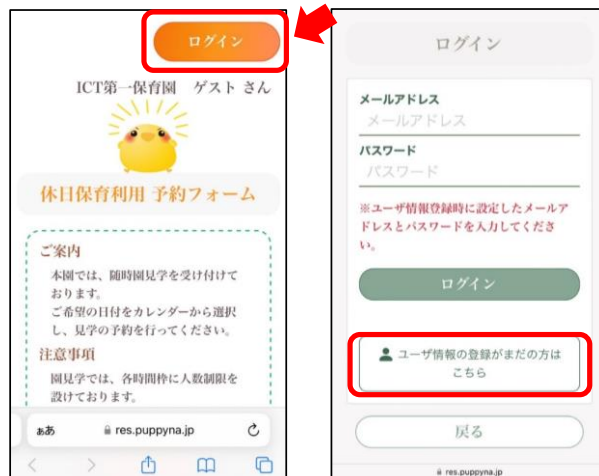 ログイン
ICT第一保育園 ゲスト さん
休日保育利用 予約フォーム
ご案内
本園では、随時園見学を受け付けて
おります。
ご希望の日付をカレンダーから選択
し、見学の予約を行ってください。
注意事項
園見学では、各時間枠に人数制限を
設けております。
ぁあ res.puppyna.jp
ログイン
メールアドレス
メールアドレス
パスワード
パスワード
※ユーザ情報登録時に設定したメールア
ドレスとパスワードを入力してくださ
い。
ログイン
ユーザ情報の登録がまだの方は
こちら
戻る
res.puppyna.jp